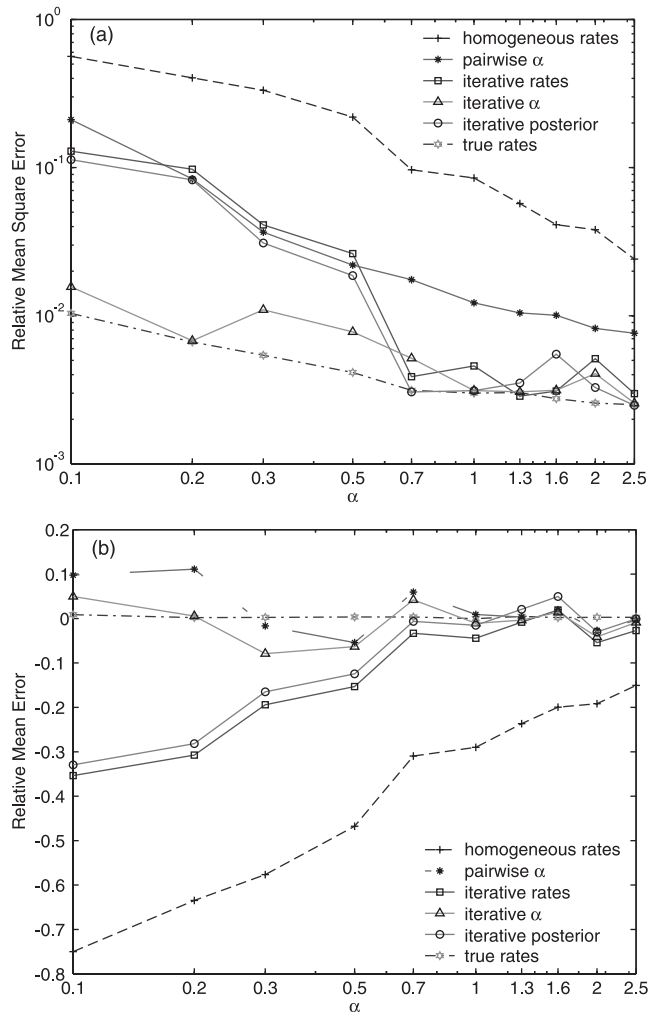 (a)
10^0
10^-1
10^-2
10^-3
Relative Mean Square Error
homogeneous rates
pairwise α
iterative rates
iterative α
iterative posterior
true rates
0.1 0.2 0.3 0.5 0.7 1 1.3 1.6 2 2.5
α
(b)
0.2
0.1
0
-0.1
-0.2
-0.3
-0.4
-0.5
-0.6
-0.7
-0.8
Relative Mean Error
homogeneous rates
pairwise α
iterative rates
iterative α
iterative posterior
true rates
0.1 0.2 0.3 0.5 0.7 1 1.3 1.6 2 2.5
α